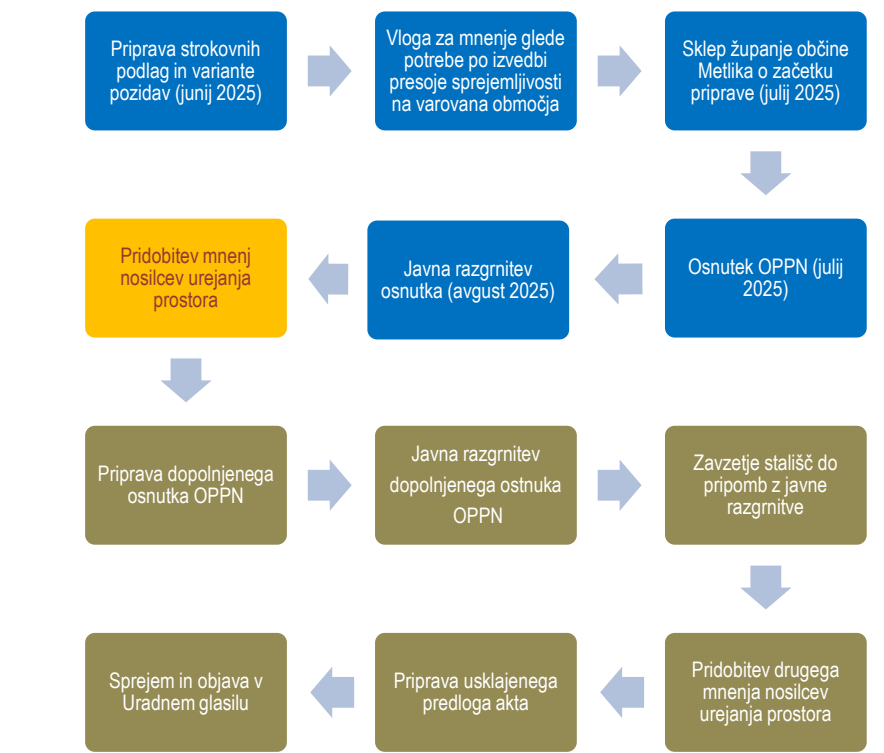 Priprava strokovnih
podlag in variante
pozidav (junij 2025)
Vloga za mnenje glede
potrebe po izvedbi
presoje sprejemljivosti
na varovana območja
Sklep županje občine
Metlika o začetku
priprave (julij 2025)
Osnutek OPPN (julij
2025)
Javna razgrnitev
osnutka (avgust 2025)
Pridobitev mnenj
nosilcev urejanja
prostora
Priprava dopolnjenega
osnutka OPPN
Javna razgrnitev
dopolnjenega ostnuka
OPPN
Zavzetje stališč do
pripomb z javne
razgrnitve
Pridobitev drugega
mnenja nosilcev
urejanja prostora
Priprava usklajenega
predloga akta
Sprejem in objava v
Uradnem glasilu